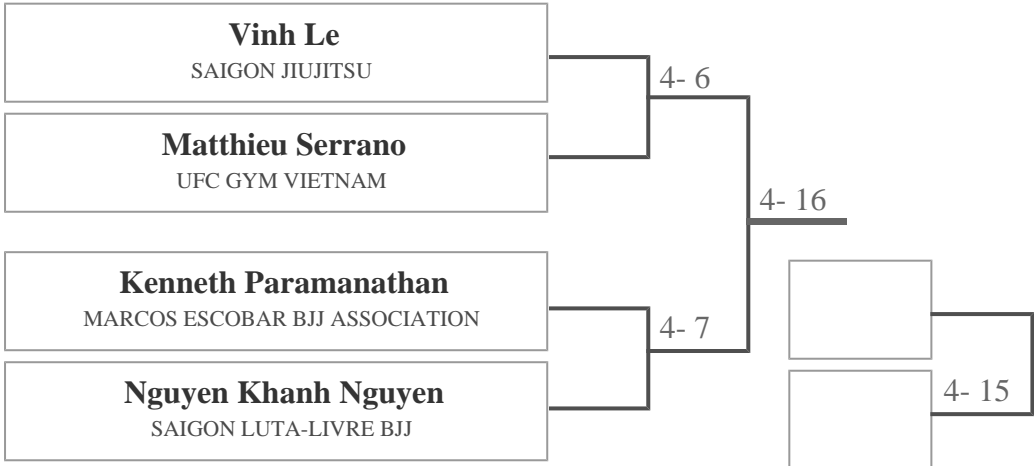 Vinh Le
SAIGON JIUJITSU
4- 6
Matthieu Serrano
UFC GYM VIETNAM
4- 16
Kenneth Paramanathan
MARCOS ESCOBAR BJJ ASSOCIATION
4- 7
Nguyen Khanh Nguyen
SAIGON LUTA-LIVRE BJJ
4- 15